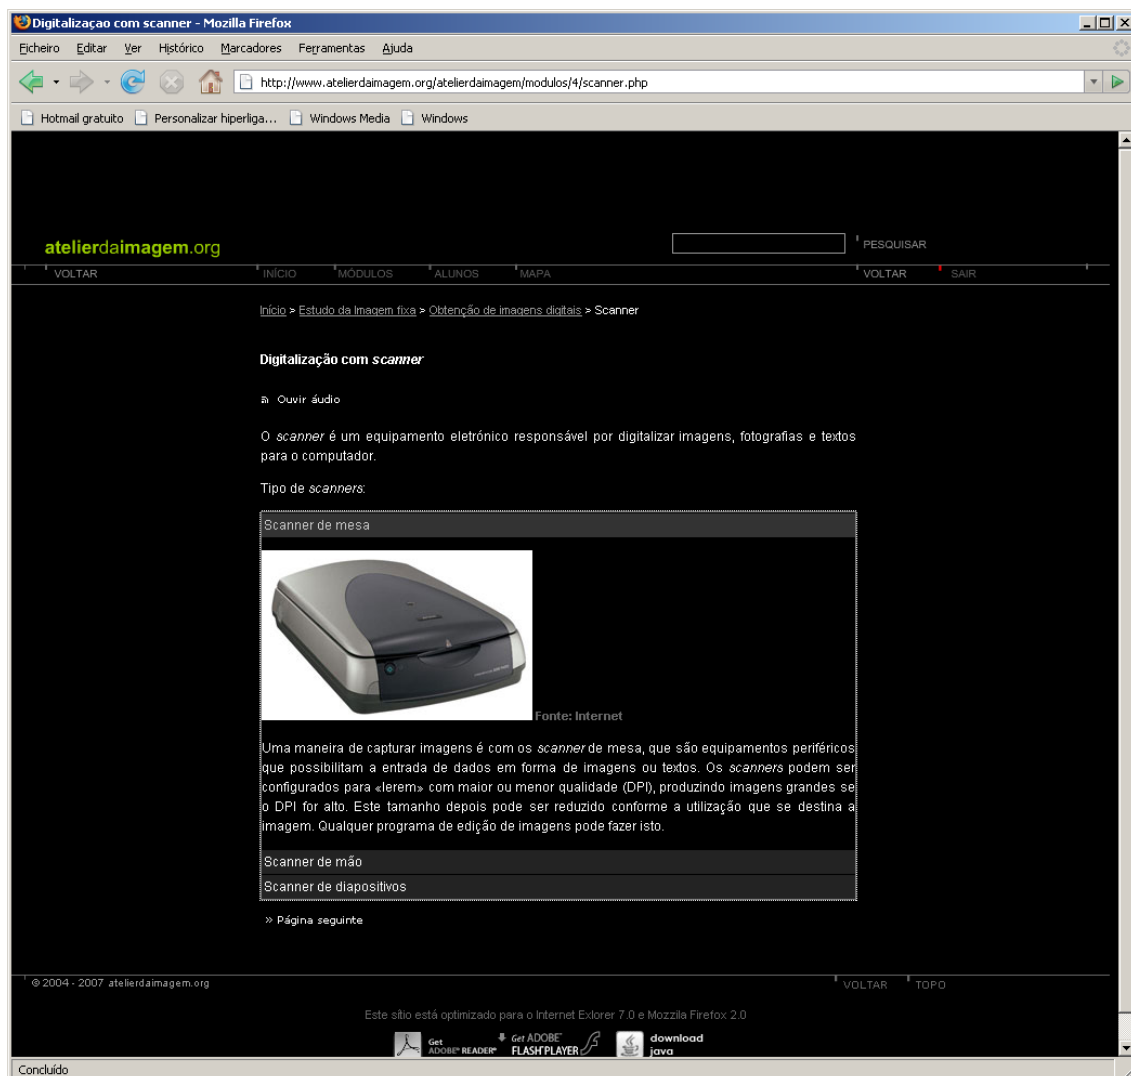 Digitalizaçao com scanner - Mozilla Firefox
Ficheiro Editar Ver Histórico Marcadores Ferramentas Ajuda
http://www.atelierdaimagem.org/atelierdaimagem/modulos/4/scanner.php
Hotmail gratuito Personalizar hiperliga... Windows Media Windows
atelierdaimagem.org PESQUISAR
VOLTAR INÍCIO MÓDULOS ALUNOS MAPA VOLTAR SAIR
Início > Estudo da Imagem fixa > Obtenção de imagens digitais > Scanner
Digitalização com scanner
Ouvir áudio
O scanner é um equipamento eletrónico responsável por digitalizar imagens, fotografias e textos
para o computador.
Tipo de scanners:
Scanner de mesa
Fonte: Internet
Uma maneira de capturar imagens é com os scanner de mesa, que são equipamentos periféricos
que possibilitam a entrada de dados em forma de imagens ou textos. Os scanners podem ser
configurados para «lerem» com maior ou menor qualidade (DPI), produzindo imagens grandes se
o DPI for alto. Este tamanho depois pode ser reduzido conforme a utilização que se destina a
imagem. Qualquer programa de edição de imagens pode fazer isto.
Scanner de mão
Scanner de diapositivos
» Página seguinte
© 2004 - 2007 atelierdaimagem.org VOLTAR TOPO
Este sítio está optimizado para o Internet Exlorer 7.0 e Mozzila Firefox 2.0
Get ADOBE® READER® Get ADOBE® FLASH® PLAYER download java
Concluído